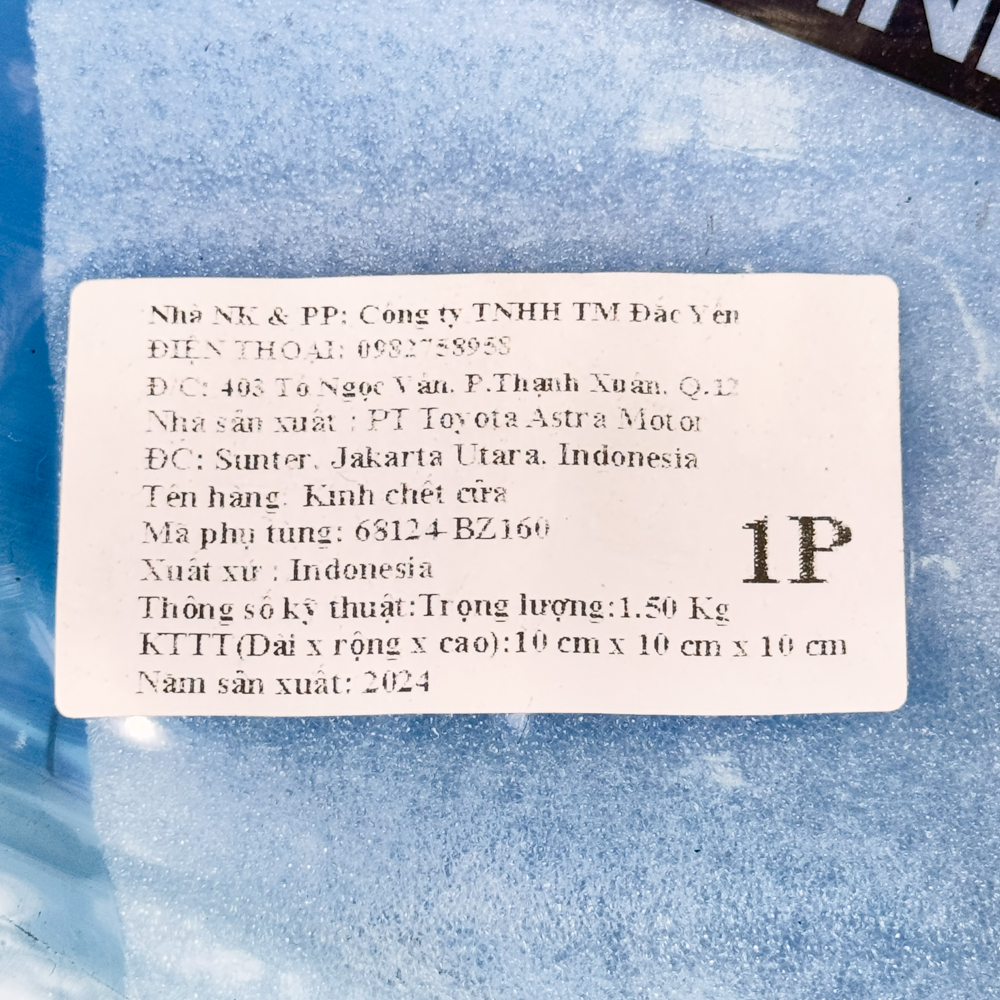 Nhà NK & PP: Công ty TNHH TM Đắc Yến
ĐIỆN THOẠI: 0982758958
Đ/C: 403 Tô Ngọc Vân, P.Thạnh Xuân, Q.12
Nhà sản xuất : PT Toyota Astra Motor
ĐC: Sunter, Jakarta Utara, Indonesia
Tên hàng: Kính chết cửa
Mã phụ tùng: 68124-BZ160
1P
Xuất xứ : Indonesia
Thông số kỹ thuật:Trọng lượng:1.50 Kg
KTTT(Dài x rộng x cao):10 cm x 10 cm x 10 cm
Năm sản xuất: 2024